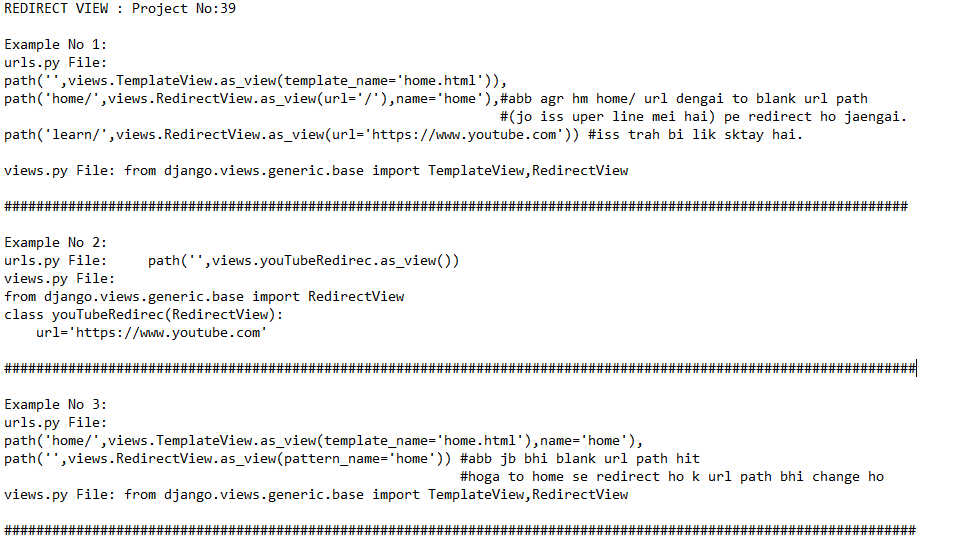 REDIRECT VIEW : Project No:39
Example No 1:
urls.py File:
path('',views.TemplateView.as_view(template_name='home.html')),
path('home/',views.RedirectView.as_view(url='/'),name='home'),#abb agr hm home/ url dengai to blank url path
#(jo iss uper line mei hai) pe redirect ho jaengai.
path('learn/',views.RedirectView.as_view(url='https://www.youtube.com')) #iss trah bi lik sktay hai.
views.py File: from django.views.generic.base import TemplateView,RedirectView
#################################################################################################################
Example No 2:
urls.py File:     path('',views.youTubeRedirec.as_view())
views.py File:
from django.views.generic.base import RedirectView
class youTubeRedirec(RedirectView):
    url='https://www.youtube.com'
##################################################################################################################
Example No 3:
urls.py File:
path('home/',views.TemplateView.as_view(template_name='home.html'),name='home'),
path('',views.RedirectView.as_view(pattern_name='home')) #abb jb bhi blank url path hit
#hoga to home se redirect ho k url path bhi change ho
views.py File: from django.views.generic.base import TemplateView,RedirectView
##################################################################################################################